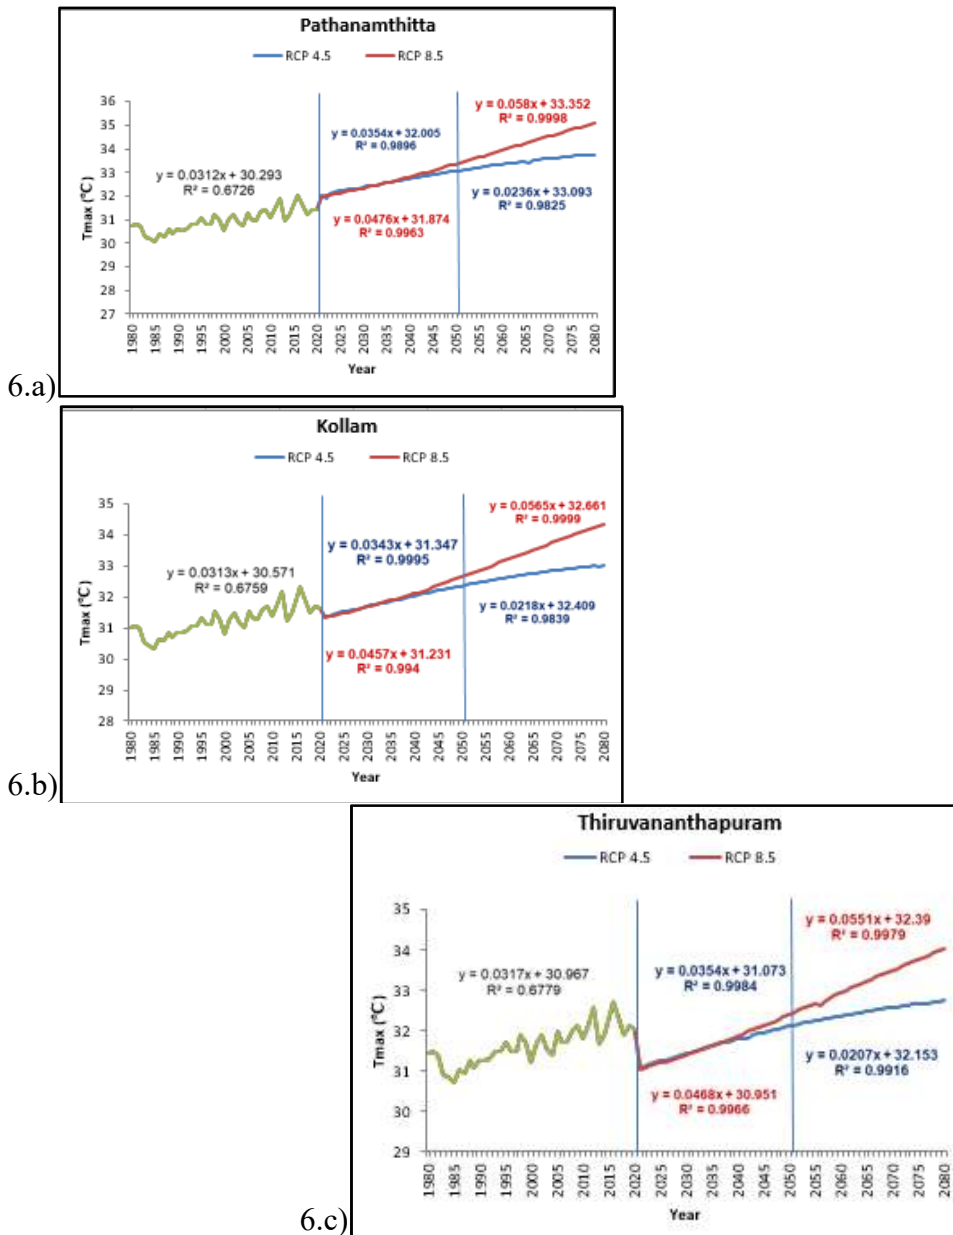 Pathanamthitta
RCP 4.5 RCP 8.5
36
35
34
33
32
31
30
29
28
27
Tmax (°C)
y = 0.0312x + 30.293
R² = 0.6726
y = 0.0354x + 32.005
R² = 0.9896
y = 0.058x + 33.352
R² = 0.9998
y = 0.0476x + 31.874
R² = 0.9963
y = 0.0236x + 33.093
R² = 0.9825
1980 1985 1990 1995 2000 2005 2010 2015 2020 2025 2030 2035 2040 2045 2050 2055 2060 2065 2070 2075 2080
Year
6.a)
Kollam
RCP 4.5 RCP 8.5
35
34
33
32
31
30
29
28
Tmax (°C)
y = 0.0313x + 30.571
R² = 0.6759
y = 0.0343x + 31.347
R² = 0.9995
y = 0.0565x + 32.661
R² = 0.9999
y = 0.0457x + 31.231
R² = 0.994
y = 0.0218x + 32.409
R² = 0.9839
1980 1985 1990 1995 2000 2005 2010 2015 2020 2025 2030 2035 2040 2045 2050 2055 2060 2065 2070 2075 2080
Year
6.b)
Thiruvananthapuram
RCP 4.5 RCP 8.5
35
34
33
32
31
30
29
Tmax (°C)
y = 0.0317x + 30.967
R² = 0.6779
y = 0.0354x + 31.073
R² = 0.9984
y = 0.0551x + 32.39
R² = 0.9979
y = 0.0468x + 30.951
R² = 0.9966
y = 0.0207x + 32.153
R² = 0.9916
1980 1985 1990 1995 2000 2005 2010 2015 2020 2025 2030 2035 2040 2045 2050 2055 2060 2065 2070 2075 2080
Year
6.c)